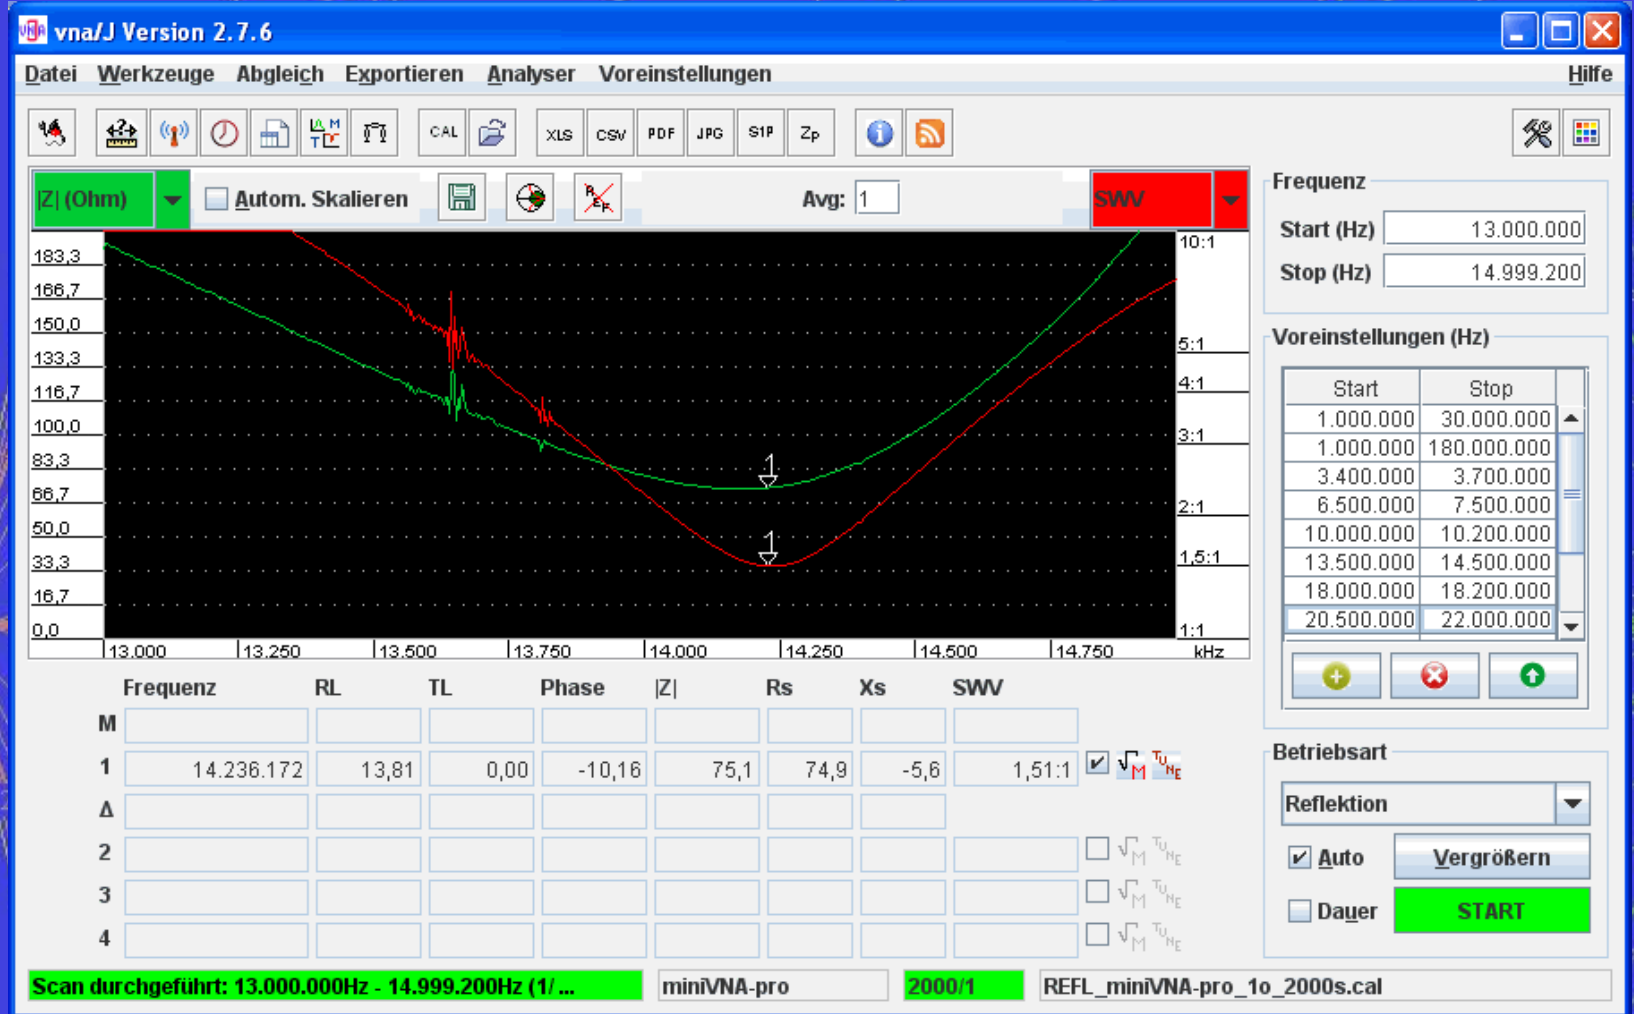 vna/J Version 2.7.6
Datei Werkzeuge Abgleich Exportieren Analyser Voreinstellungen Hilfe
CAL XLS CSV PDF JPG S1P Zp
|Z| (Ohm) Autom. Skalieren Avg: 1 SWV
183,3
166,7
150,0
133,3
116,7
100,0
83,3
66,7
50,0
33,3
16,7
0,0
10:1
5:1
4:1
3:1
2:1
1,5:1
1:1
1
1
13.000 13.250 13.500 13.750 14.000 14.250 14.500 14.750 kHz
Frequenz RL TL Phase |Z| Rs Xs SWV
M
1 14.236.172 13,81 0,00 -10,16 75,1 74,9 -5,6 1,51:1 √M TUNE
Δ
2 √M TUNE
3 √M TUNE
4 √M TUNE
Frequenz
Start (Hz) 13.000.000
Stop (Hz) 14.999.200
Voreinstellungen (Hz)
Start Stop
1.000.000 30.000.000
1.000.000 180.000.000
3.400.000 3.700.000
6.500.000 7.500.000
10.000.000 10.200.000
13.500.000 14.500.000
18.000.000 18.200.000
20.500.000 22.000.000
Betriebsart
Reflektion
Auto Vergrößern
Dauer START
Scan durchgeführt: 13.000.000Hz - 14.999.200Hz (1/ ... miniVNA-pro 2000/1 REFL_miniVNA-pro_1o_2000s.cal